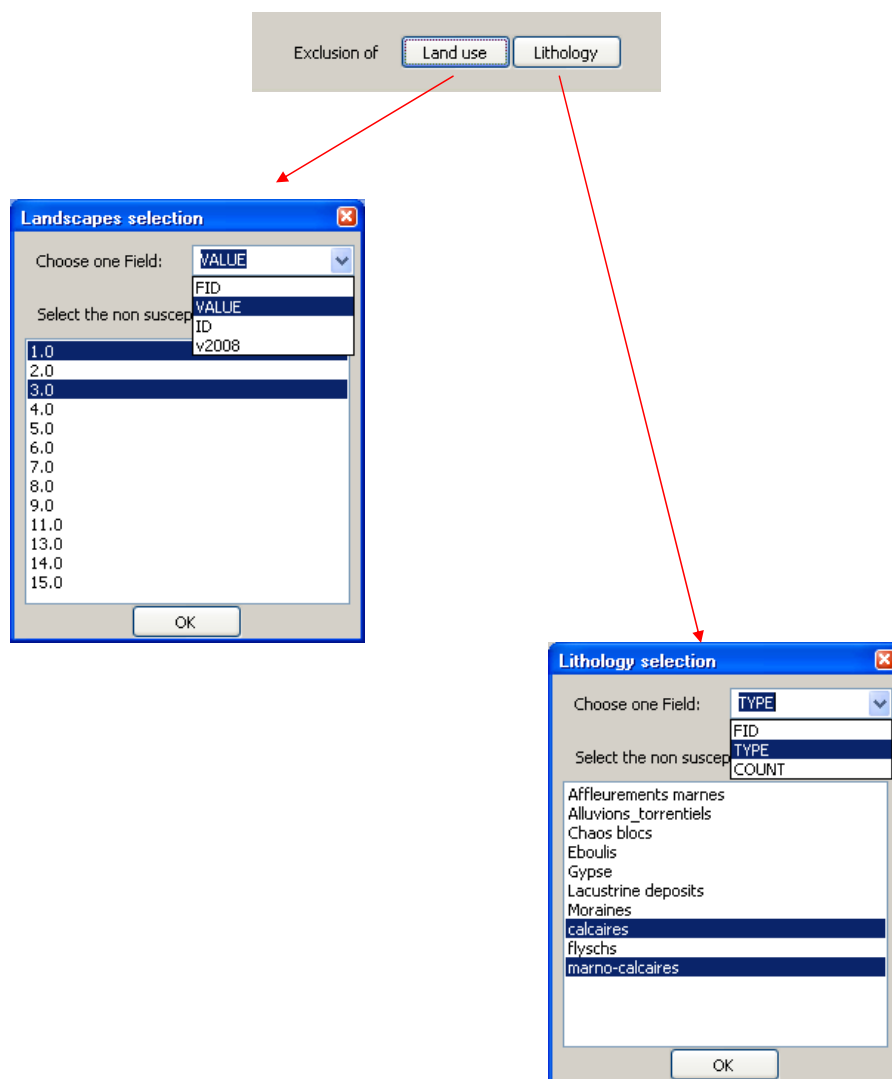 Exclusion of Land use Lithology
Landscapes selection
Choose one Field: VALUE
FID
VALUE
Select the non suscep
ID
v2008
1.0
2.0
3.0
4.0
5.0
6.0
7.0
8.0
9.0
11.0
13.0
14.0
15.0
OK
Lithology selection
Choose one Field: TYPE
FID
TYPE
Select the non suscep
COUNT
Affleurements marnes
Alluvions_torrentiels
Chaos blocs
Eboulis
Gypse
Lacustrine deposits
Moraines
calcaires
flyschs
marno-calcaires
OK